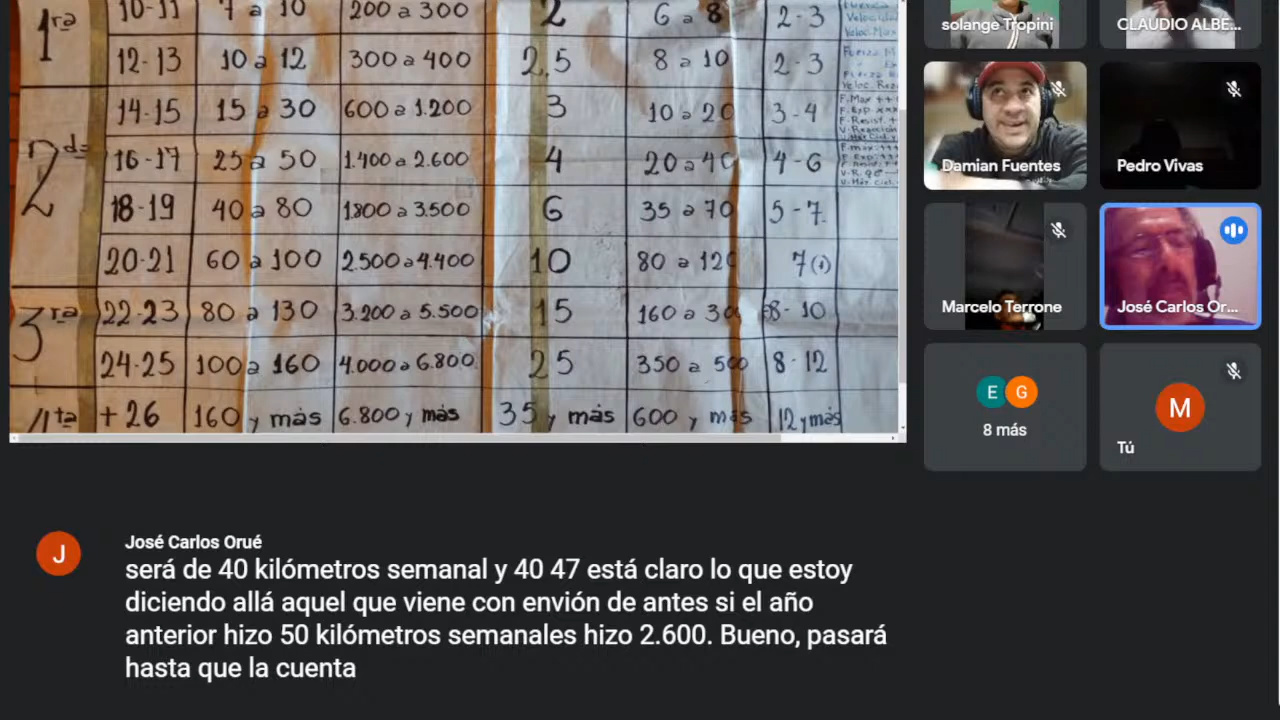 1ra
10-11 7 a 10 200 a 300 2 6 a 8 2-3
12-13 10 a 12 300 a 400 2.5 8 a 10 2-3
2da
14-15 15 a 30 600 a 1.200 3 10 a 20 3-4
16-17 25 a 50 1.400 a 2.600 4 20 a 40 4-6
18-19 40 a 80 1.800 a 3.500 6 35 a 70 5-7
20-21 60 a 100 2.500 a 4.400 10 80 a 120 7(+)
3ra
22-23 80 a 130 3.200 a 5.500 15 160 a 300 8-10
24-25 100 a 160 4.000 a 6.800 25 350 a 500 8-12
4ta +26 160 y más 6.800 y más 35 y más 600 y más 12 y más
solange Tropini
CLAUDIO ALBE...
Damian Fuentes
Pedro Vivas
Marcelo Terrone
José Carlos Or...
E G
8 más
M
Tú
J
José Carlos Orué
será de 40 kilómetros semanal y 40 47 está claro lo que estoy
diciendo allá aquel que viene con envión de antes si el año
anterior hizo 50 kilómetros semanales hizo 2.600. Bueno, pasará
hasta que la cuenta